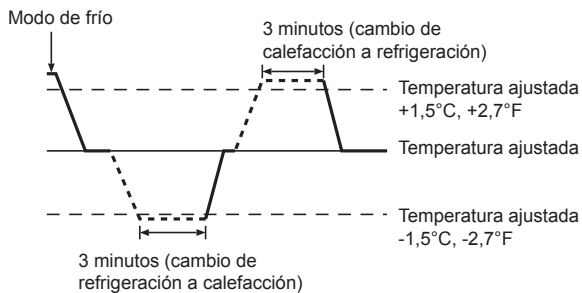 Modo de frío
3 minutos (cambio de
calefacción a refrigeración)
Temperatura ajustada
+1,5°C, +2,7°F
Temperatura ajustada
Temperatura ajustada
-1,5°C, -2,7°F
3 minutos (cambio de
refrigeración a calefacción)